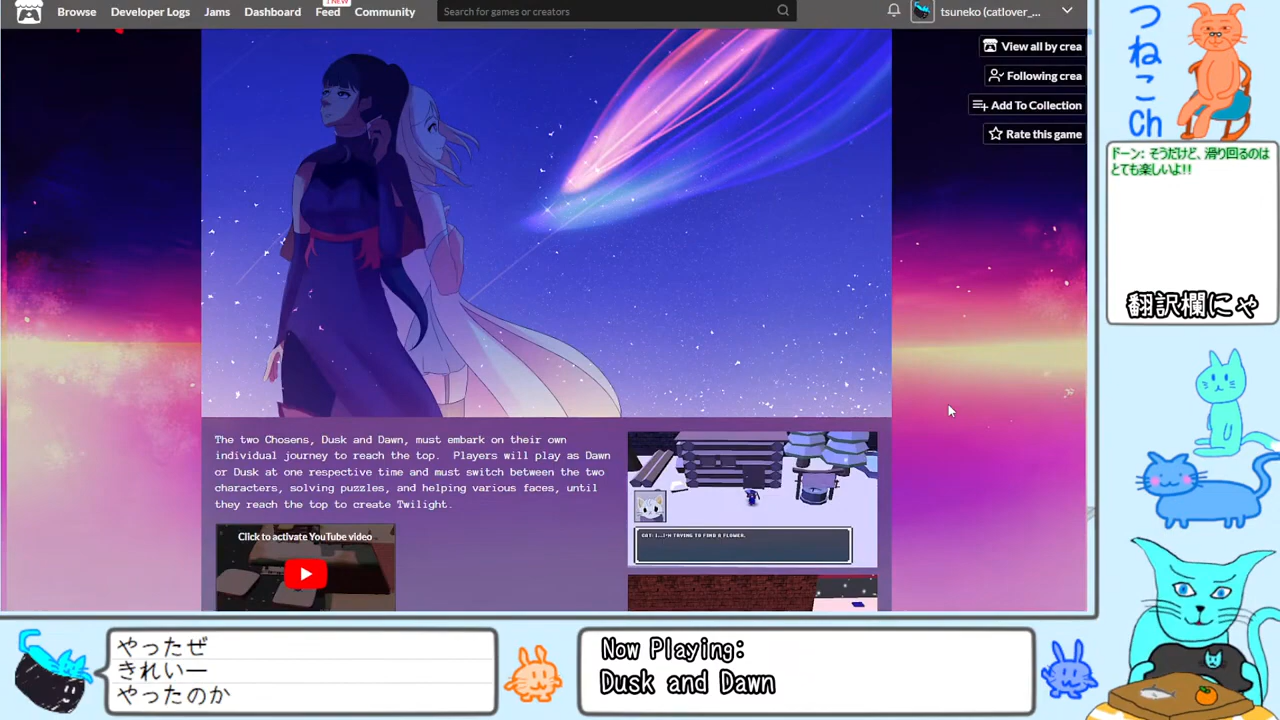 Browse Developer Logs Jams Dashboard Feed Community
Search for games or creators
tsuneko (catlover_...
View all by crea
Following crea
Add To Collection
Rate this game
The two Chosens, Dusk and Dawn, must embark on their own
individual journey to reach the top. Players will play as Dawn
or Dusk at one respective time and must switch between the two
characters, solving puzzles, and helping various faces, until
they reach the top to create Twilight.
Click to activate YouTube video
CAT: I...I'M TRYING TO FIND A FLOWER.
つねこCh
ドーン: そうだけど、滑り回るのは
とても楽しいよ!!
翻訳欄にゃ
やったぜ
きれいー
やったのか
Now Playing:
Dusk and Dawn